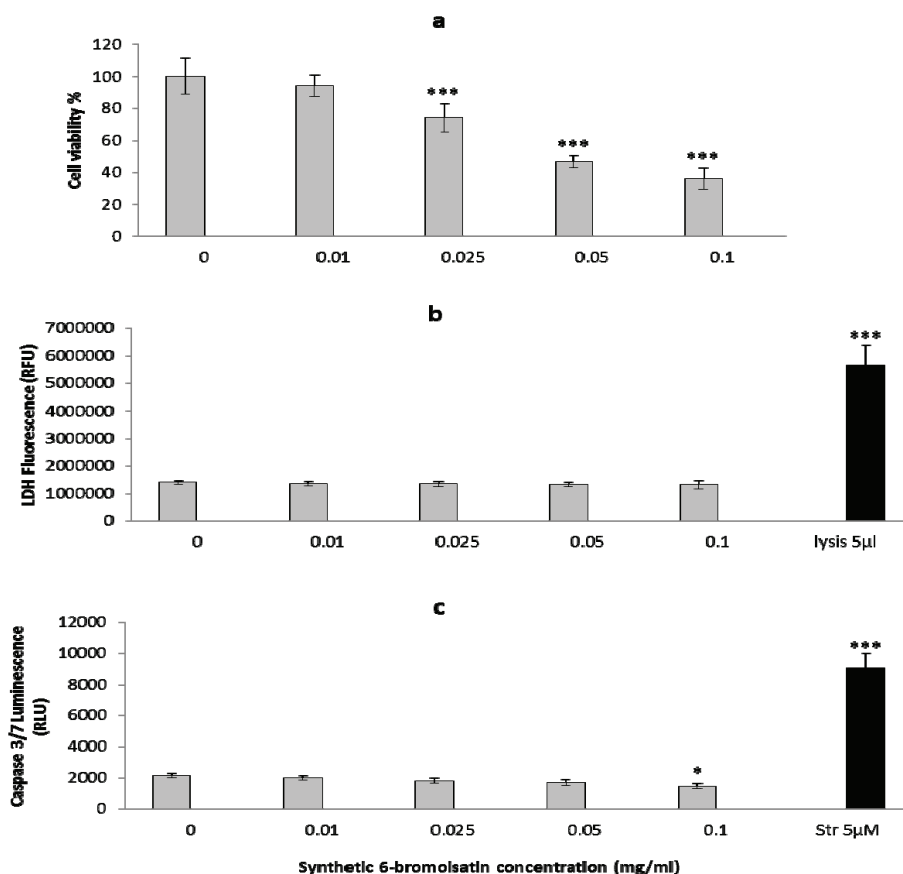 a
120
100
80
60
40
20
0
Cell viability %
***
***
***
0 0.01 0.025 0.05 0.1
b
7000000
6000000
5000000
4000000
3000000
2000000
1000000
0
LDH Fluorescence (RFU)
***
0 0.01 0.025 0.05 0.1 lysis 5µl
c
12000
10000
8000
6000
4000
2000
0
Caspase 3/7 Luminescence
(RLU)
*
***
0 0.01 0.025 0.05 0.1 Str 5µM
Synthetic 6-bromoisatin concentration (mg/ml)